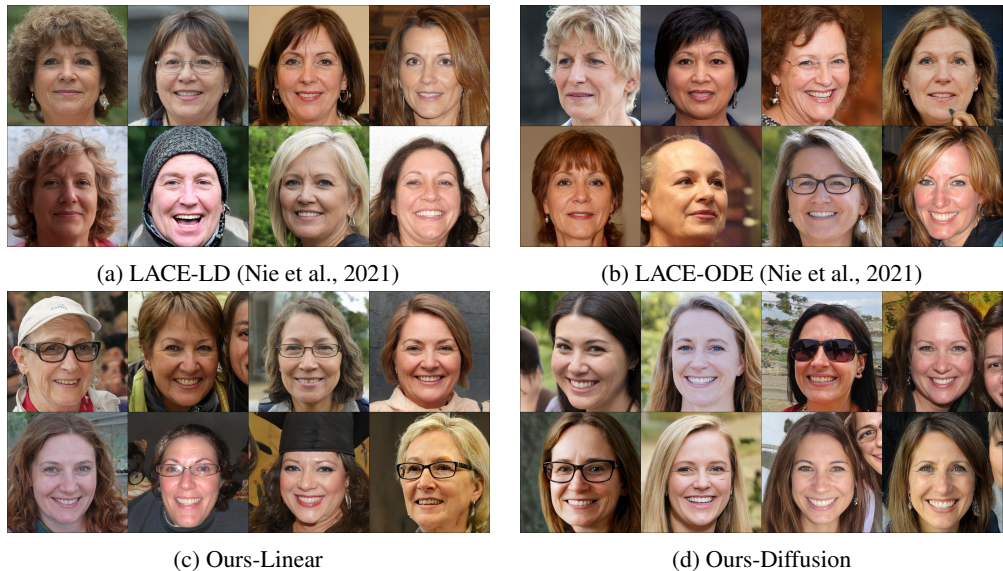 (a) LACE-LD (Nie et al., 2021)
(b) LACE-ODE (Nie et al., 2021)
(c) Ours-Linear
(d) Ours-Diffusion